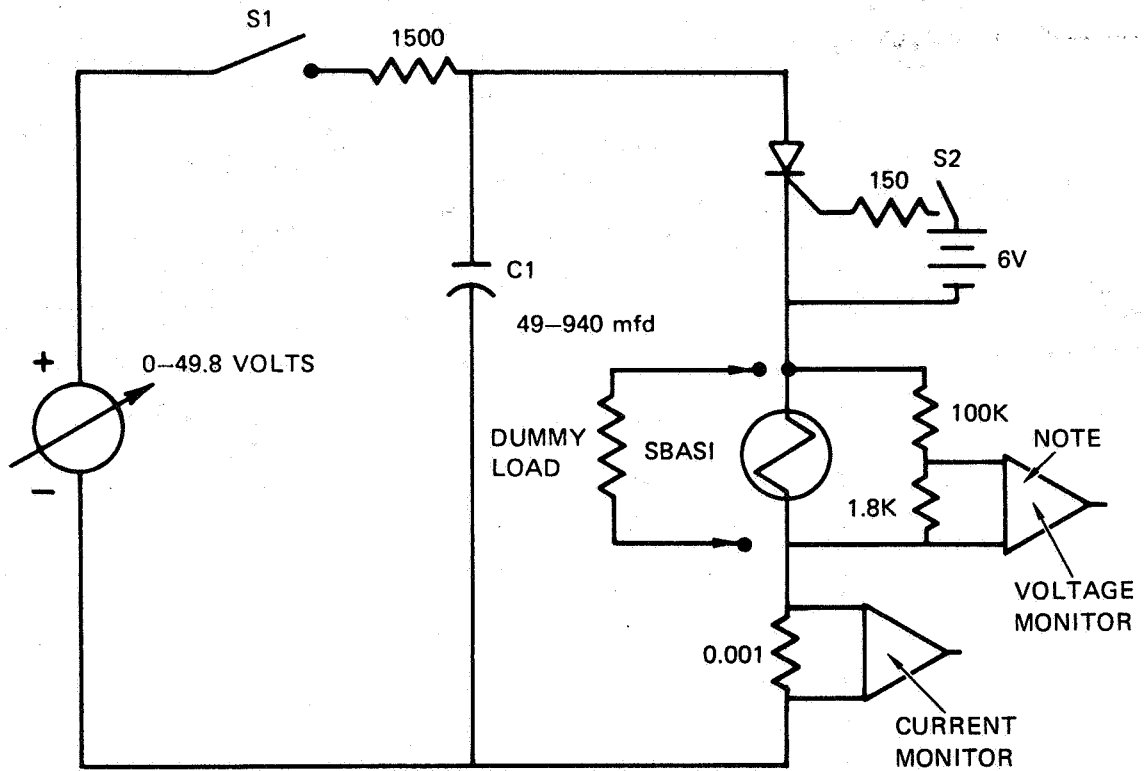 S1
1500
S2
150
6V
C1
49–940 mfd
+
0–49.8 VOLTS
–
DUMMY
LOAD
SBASI
100K
NOTE
1.8K
VOLTAGE
MONITOR
0.001
CURRENT
MONITOR